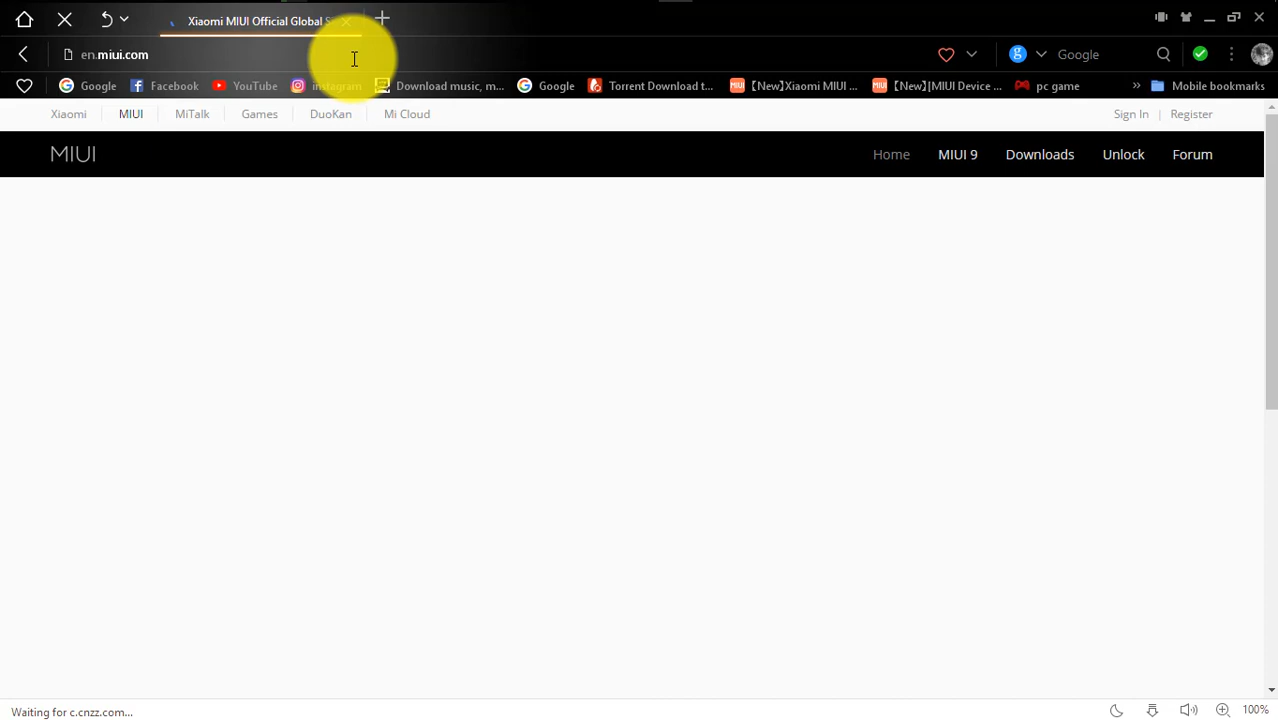 Xiaomi MIUI Official Global S
en.miui.com
Google
Google Facebook YouTube instagram Download music, m... Google Torrent Download t... 【New】Xiaomi MIUI ... 【New】|MIUI Device ... pc game » Mobile bookmarks
Xiaomi MIUI MiTalk Games DuoKan Mi Cloud Sign In | Register
MIUI Home MIUI 9 Downloads Unlock Forum
Waiting for c.cnzz.com... 100%